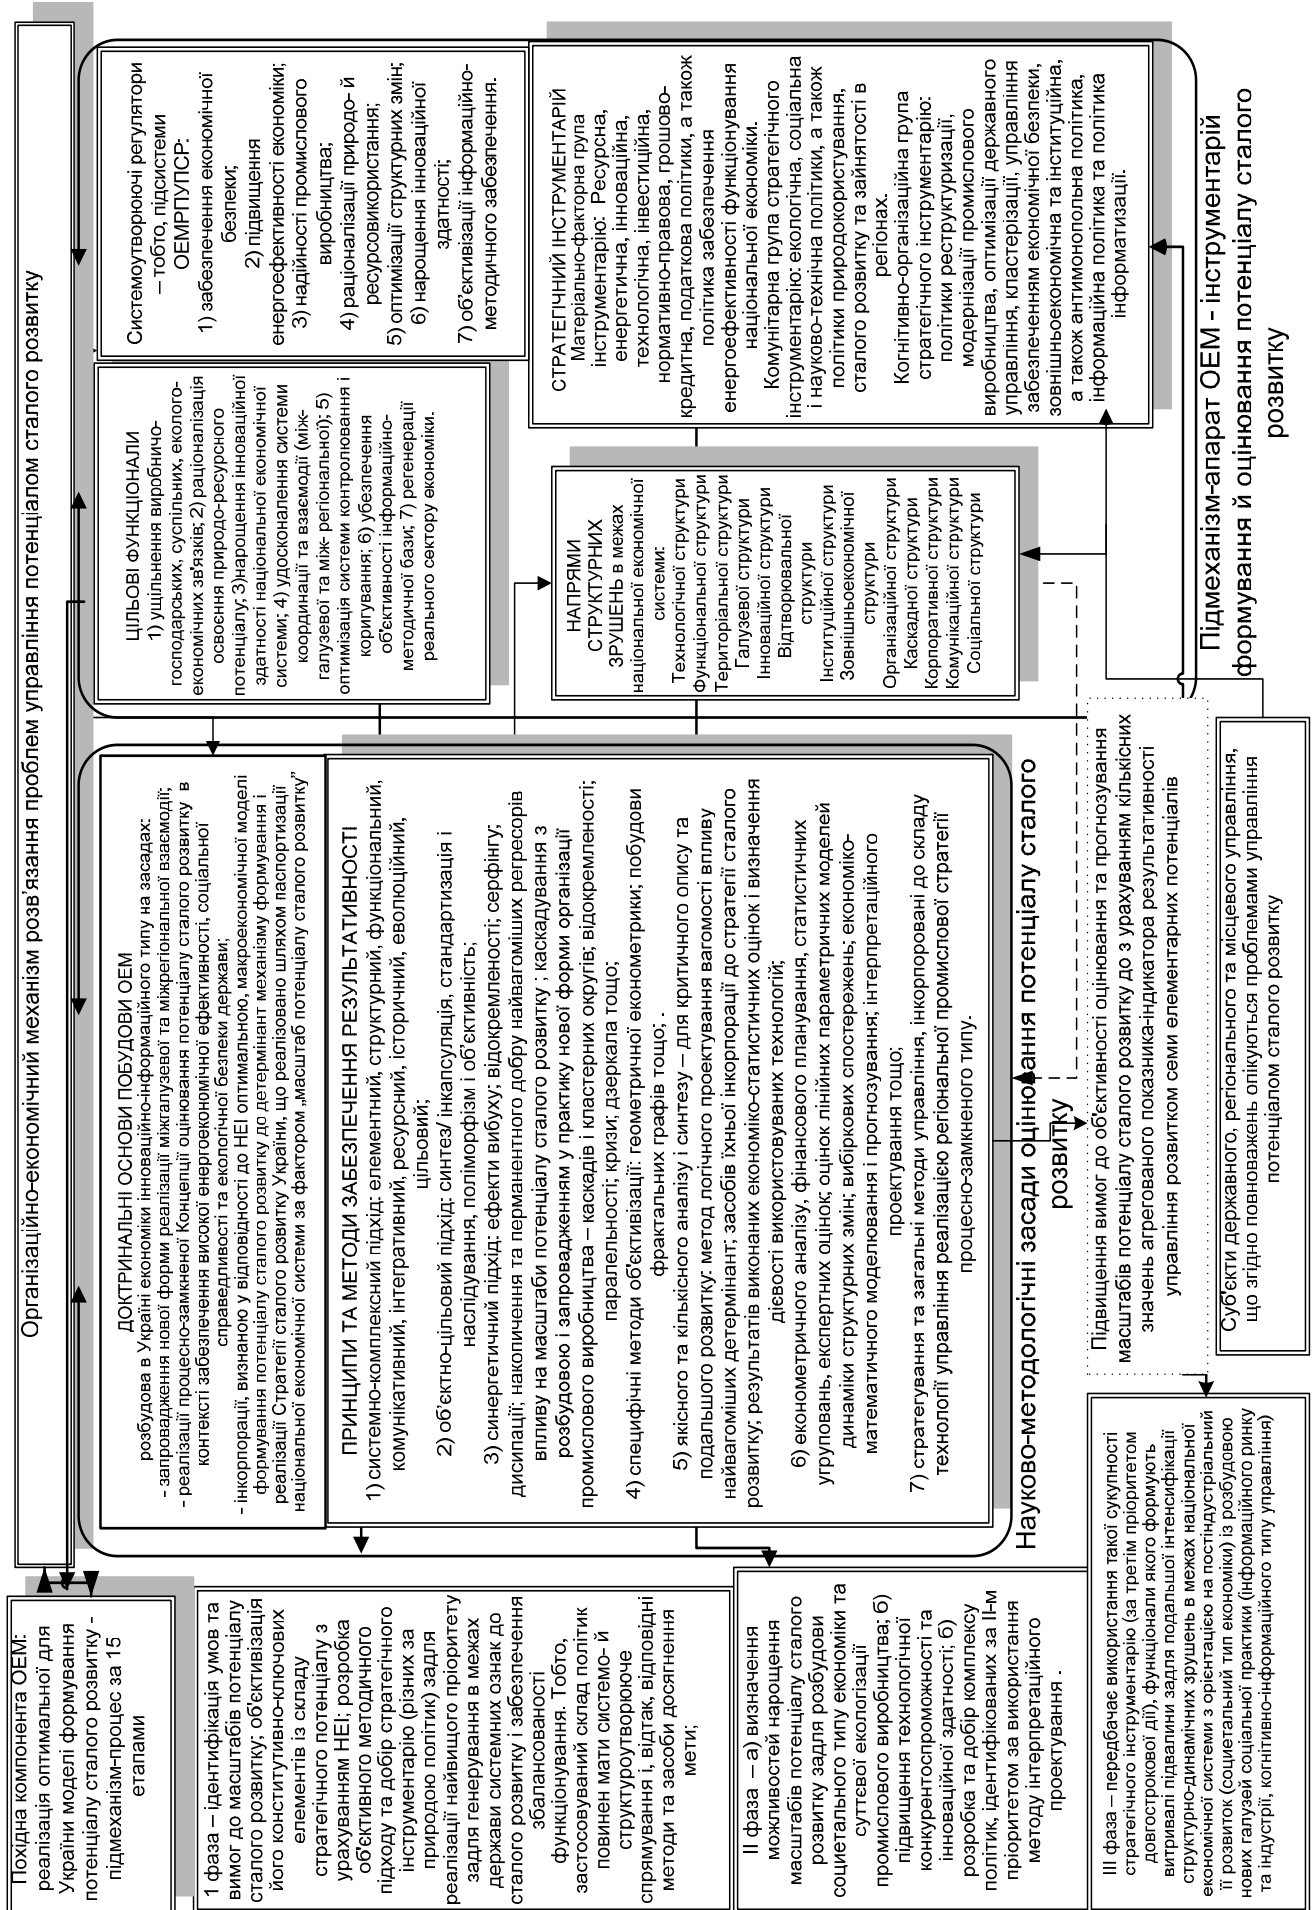 Організаційно-економічний механізм розв'язання проблем управління потенціалом сталого розвитку
Похідна компонента ОЕМ:
реалізація оптимальної для
України моделі формування
потенціалу сталого розвитку -
підмеханізм-процес за 15
етапами
1 фаза – ідентифікація умов та
вимог до масштабів потенціалу
сталого розвитку; об'єктивізація
його конститутивно-ключових
елементів із складу
стратегічного потенціалу з
урахуванням НЕІ; розробка
об'єктивного методичного
підходу та добір стратегічного
інструментарію (різних за
природою політик) задля
реалізації найвищого пріоритету
задля генерування в межах
держави системних ознак до
сталого розвитку і забезпечення
збалансованості
функціонування. Тобто,
застосовуваний склад політик
повинен мати системо– й
структуроутворююче
спрямування і, відтак, відповідні
методи та засоби досягнення
мети;
ІІ фаза – а) визначення
можливостей нарощення
масштабів потенціалу сталого
розвитку задля розбудови
социетального типу економіки та
суттєвої екологізації
промислового виробництва; б)
підвищення технологічної
конкурентоспроможності та
інноваційної здатності; б)
розробка та добір комплексу
політик, ідентифікованих за ІІ–м
пріоритетом за використання
методу інтерпретаційного
проектування .
ІІІ фаза – передбачає використання такої сукупності
стратегічного інструментарію (за третім пріоритетом
довгострокової дії), функціонали якого формують
витривалі підвалини задля подальшої інтенсифікації
структурно-динамічних зрушень в межах національної
економічної системи з орієнтацією на постіндустріальний
її розвиток (социетальний тип економіки) із розбудовою
нових галузей соціальної практики (інформаційного ринку
та індустрії, когнітивно-інформаційного типу управління)
ДОКТРИНАЛЬНІ ОСНОВИ ПОБУДОВИ ОЕМ
розбудова в Україні економіки інноваційно-інформаційного типу на засадах:
- запровадження нової форми реалізації міжгалузевої та міжрегіональної взаємодії;
- реалізації процесно-замкненої Концепції оцінювання потенціалу сталого розвитку в
контексті забезпечення високої енергоекономічної ефективності, соціальної
справедливості та екологічної безпеки держави;
- інкорпорації, визнаною у відповідності до НЕІ оптимальною, макроекономічної моделі
формування потенціалу сталого розвитку до детермінант механізму формування і
реалізації Стратегії сталого розвитку України, що реалізовано шляхом паспортизації
національної економічної системи за фактором „масштаб потенціалу сталого розвитку”
ПРИНЦИПИ ТА МЕТОДИ ЗАБЕЗПЕЧЕННЯ РЕЗУЛЬТАТИВНОСТІ
1) системно-комплексний підхід: елементний, структурний, функціональний,
комунікативний, інтегративний, ресурсний, історичний, еволюційний,
цільовий;
2) об'єктно-цільовий підхід: синтез/ інкапсуляція, стандартизація і
наслідування, поліморфізм і об'єктивність;
3) синергетичний підхід: ефекти вибуху; відокремленості; серфінгу;
дисипації; накопичення та перманентного добру найвагоміших регресорів
впливу на масштаби потенціалу сталого розвитку ; каскадування з
розбудовою і запровадженням у практику нової форми організації
промислового виробництва – каскадів і кластерних округів; відокремленості;
паралельності; кризи; дзеркала тощо;
4) специфічні методи об'єктивізації: геометричної економетрики; побудови
фрактальних графів тощо; .
5) якісного та кількісного аналізу і синтезу – для критичного опису та
подальшого розвитку: метод логічного проектування вагомості впливу
найвагоміших детермінант; засобів їхньої інкорпорації до стратегії сталого
розвитку; результатів виконаних економіко-статистичних оцінок і визначення
дієвості використовуваних технологій;
6) економетричного аналізу, фінансового планування, статистичних
угруповань, експертних оцінок; оцінок лінійних параметричних моделей
динаміки структурних змін; вибіркових спостережень; економіко-
математичного моделювання і прогнозування; інтерпретаційного
проектування тощо;
7) стратегування та загальні методи управління, інкорпоровані до складу
технології управління реалізацією регіональної промислової стратегії
процесно-замкненого типу.
Науково-методологічні засади оцінювання потенціалу сталого
розвитку
Підвищення вимог до об'єктивності оцінювання та прогнозування
масштабів потенціалу сталого розвитку до з урахуванням кількісних
значень агрегованого показника-індикатора результативності
управління розвитком семи елементарних потенціалів
Суб'єкти державного, регіонального та місцевого управління,
що згідно повноважень опікуються проблемами управління
потенціалом сталого розвитку
ЦІЛЬОВІ ФУНКЦІОНАЛИ
1) ущільнення виробничо-
господарських, суспільних, еколого-
економічних зв'язків; 2) раціоналізація
освоєння природо-ресурсного
потенціалу; 3)нарощення інноваційної
здатності національної економічної
системи; 4) удосконалення системи
координації та взаємодії (між-
галузевої та між- регіональної); 5)
оптимізація системи контролювання і
коригування; 6) убезпечення
об'єктивності інформаційно-
методичної бази; 7) регенерації
реального сектору економіки.
НАПРЯМИ
СТРУКТУРНИХ
ЗРУШЕНЬ в межах
національної економічної
системи:
Технологічної структури
Функціональної структури
Територіальної структури
Галузевої структури
Інноваційної структури
Відтворювальної
структури
Інституційної структури
Зовнішньоекономічної
структури
Організаційної структури
Каскадної структури
Корпоративної структури
Комунікаційної структури
Соціальної структури
Системоутворюючі регулятори
– тобто, підсистеми
ОЕМРПУПСР:
1) забезпечення економічної
безпеки;
2) підвищення
енергоефективності економіки;
3) надійності промислового
виробництва;
4) раціоналізації природо- й
ресурсовикористання;
5) оптимізації структурних змін;
6) нарощення інноваційної
здатності;
7) об'єктивізації інформаційно-
методичного забезпечення.
СТРАТЕГІЧНИЙ ІНСТРУМЕНТАРІЙ
Матеріально-факторна група
інструментарію: Ресурсна,
енергетична, інноваційна,
технологічна, інвестиційна,
нормативно-правова, грошово-
кредитна, податкова політики, а також
політика забезпечення
енергоефективності функціонування
національної економіки.
Комунітарна група стратегічного
інструментарію: екологічна, соціальна
і науково-технічна політики, а також
політики природокористування,
сталого розвитку та зайнятості в
регіонах.
Когнітивно-організаційна група
стратегічного інструментарію:
політики реструктуризації,
модернізації промислового
виробництва, оптимізації державного
управління, кластерізації, управління
забезпеченням економічної безпеки,
зовнішньоекономічна та інституційна,
а також антимонопольна політика,
інформаційна політика та політика
інформатизації.
Підмеханізм-апарат ОЕМ - інструментарій
формування й оцінювання потенціалу сталого
розвитку